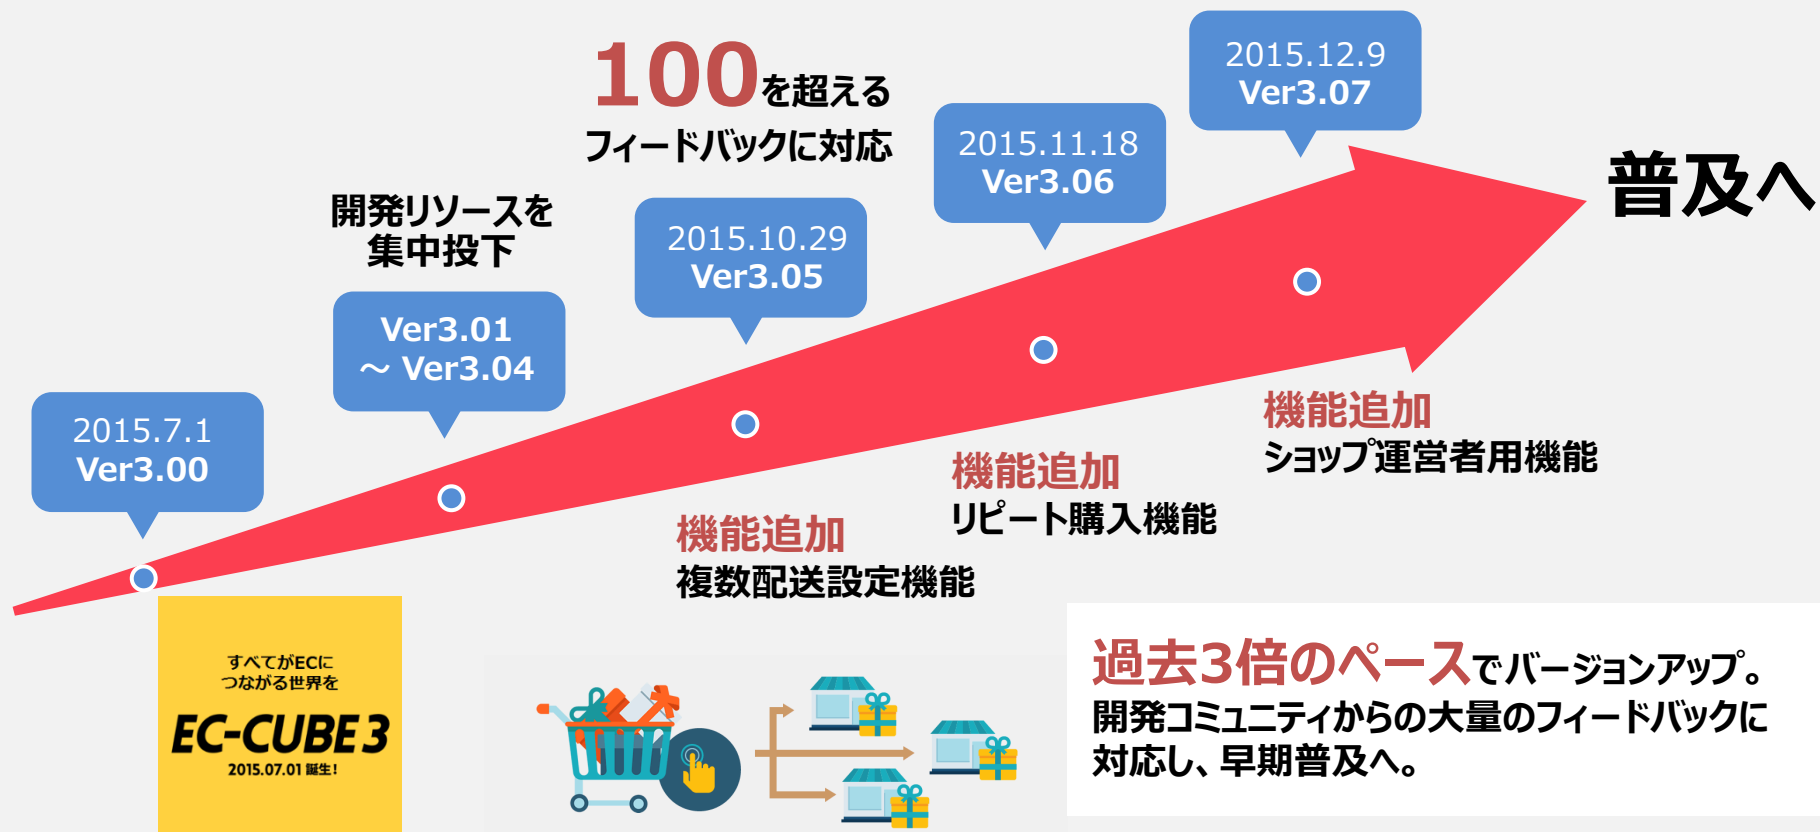 2015.7.1
Ver3.00
開発リソースを
集中投下
Ver3.01
～ Ver3.04
100を超える
フィードバックに対応
2015.10.29
Ver3.05
2015.11.18
Ver3.06
2015.12.9
Ver3.07
普及へ
機能追加
複数配送設定機能
機能追加
リピート購入機能
機能追加
ショップ運営者用機能
すべてがECに
つながる世界を
EC-CUBE 3
2015.07.01 誕生！
過去3倍のペースでバージョンアップ。
開発コミュニティからの大量のフィードバックに
対応し、早期普及へ。